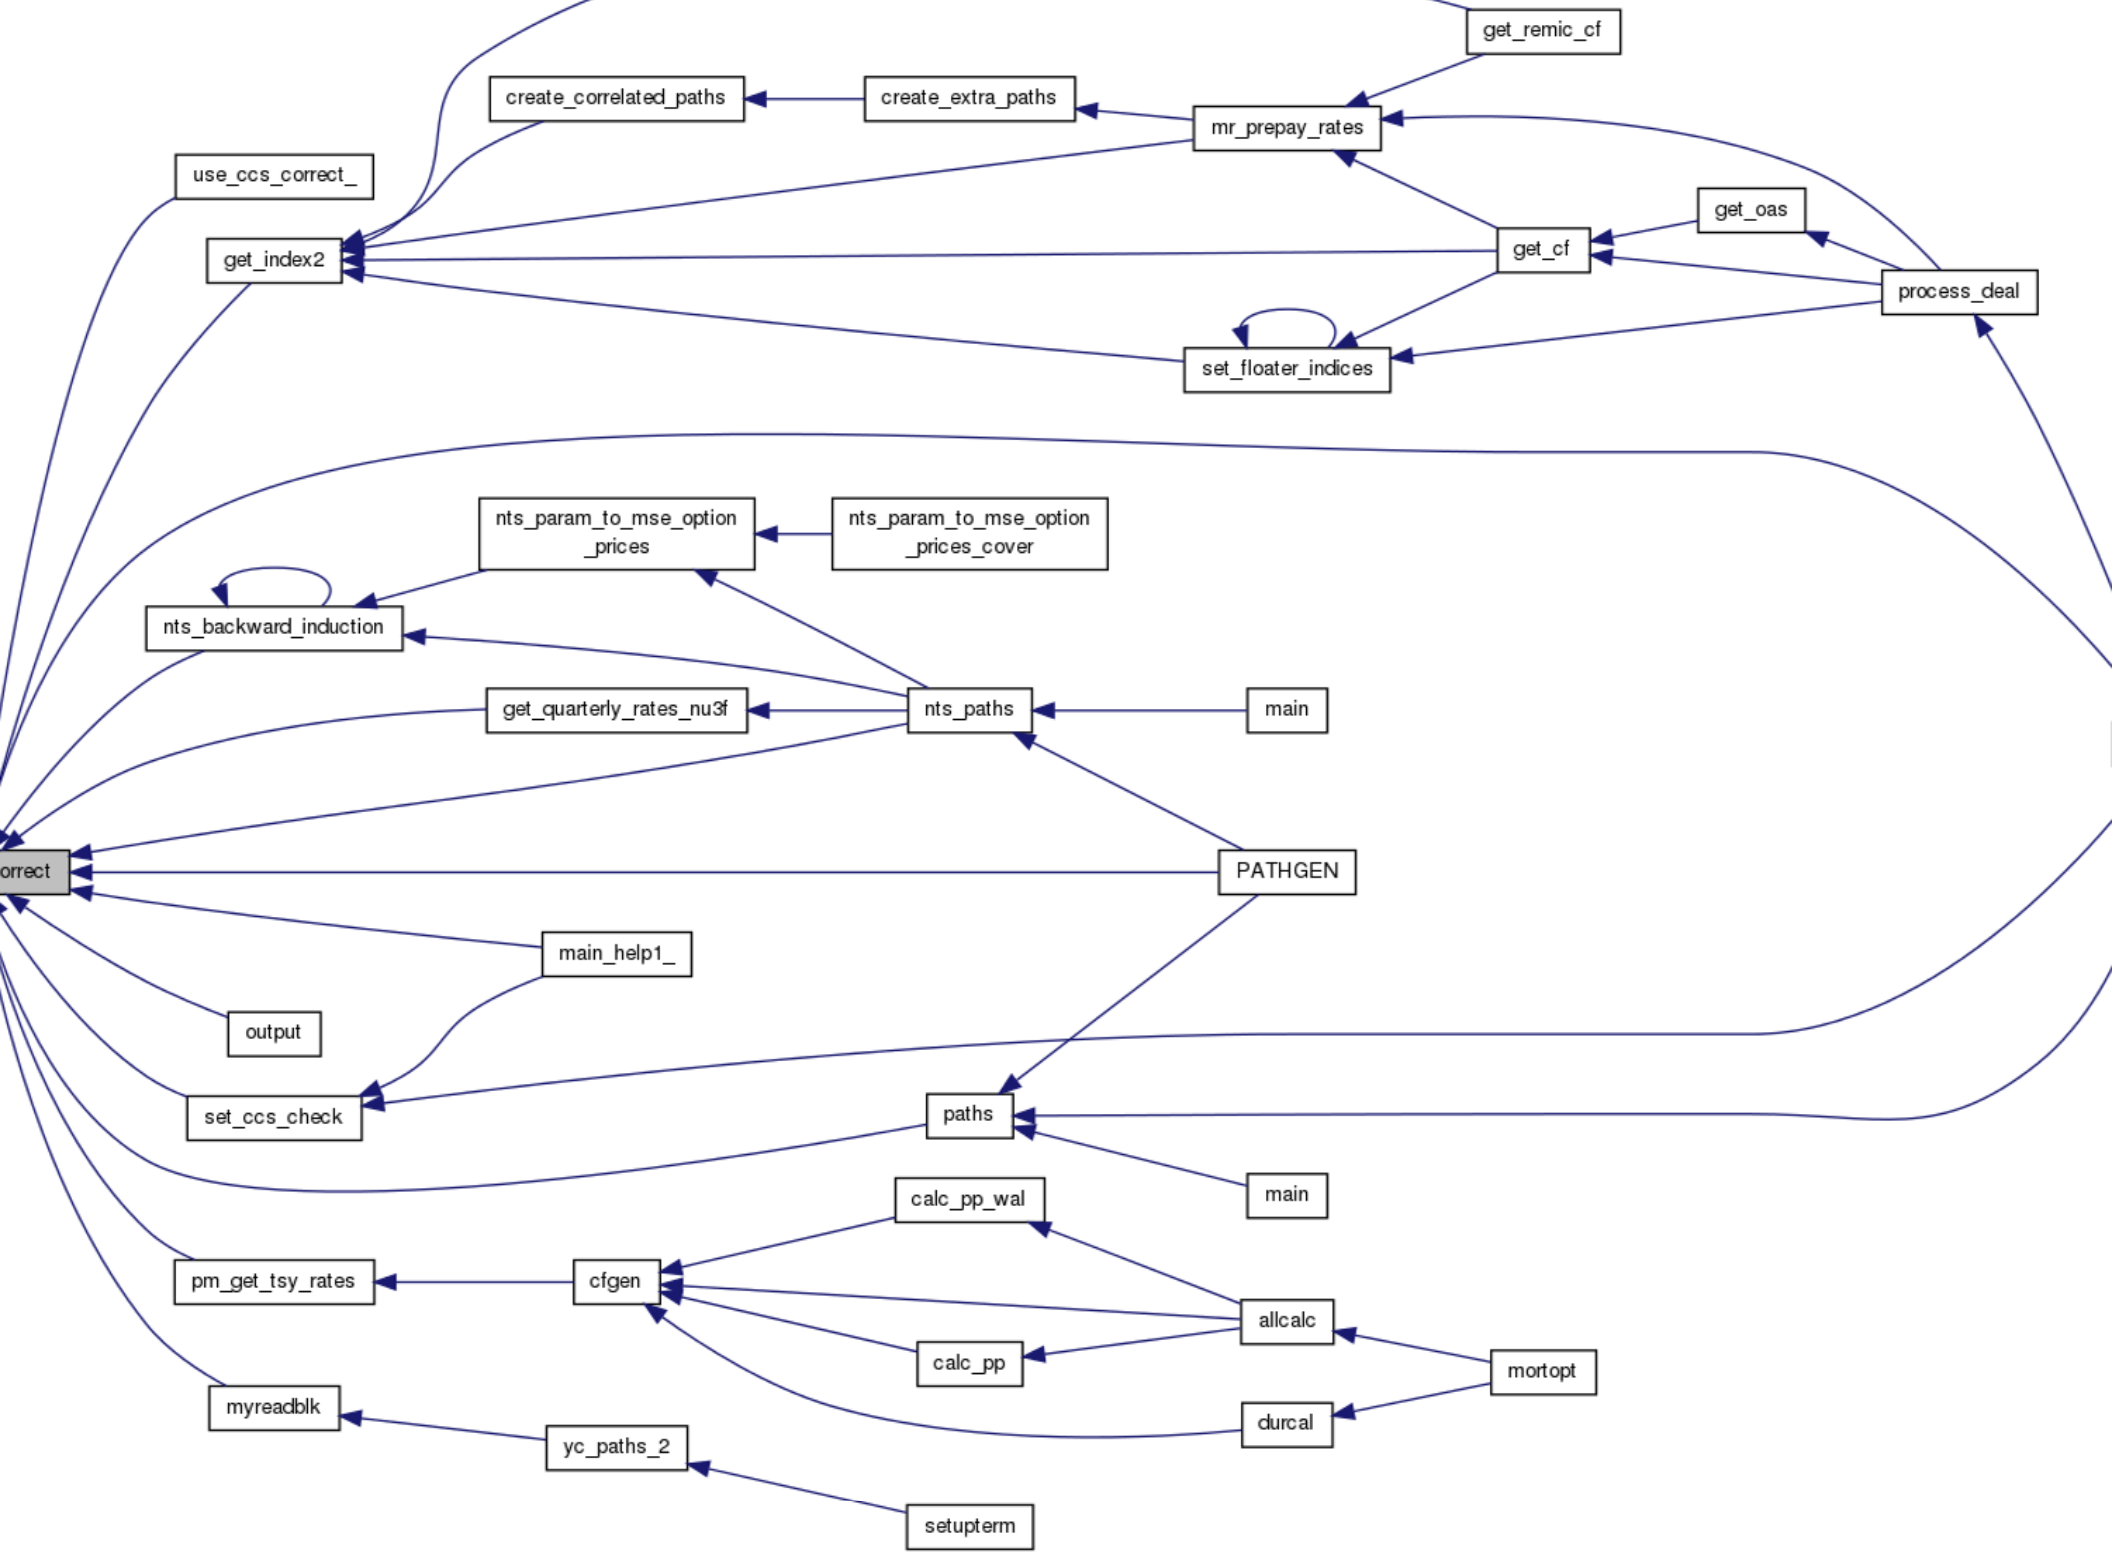 get_remic_cf
create_correlated_paths
create_extra_paths
mr_prepay_rates
use_ccs_correct_
get_oas
get_index2
get_cf
process_deal
set_floater_indices
nts_param_to_mse_option
_prices
nts_param_to_mse_option
_prices_cover
nts_backward_induction
get_quarterly_rates_nu3f
nts_paths
main
orrect
PATHGEN
main_help1_
output
set_ccs_check
paths
main
calc_pp_wal
pm_get_tsy_rates
cfgen
allcalc
calc_pp
mortopt
myreadblk
durcal
yc_paths_2
setupterm